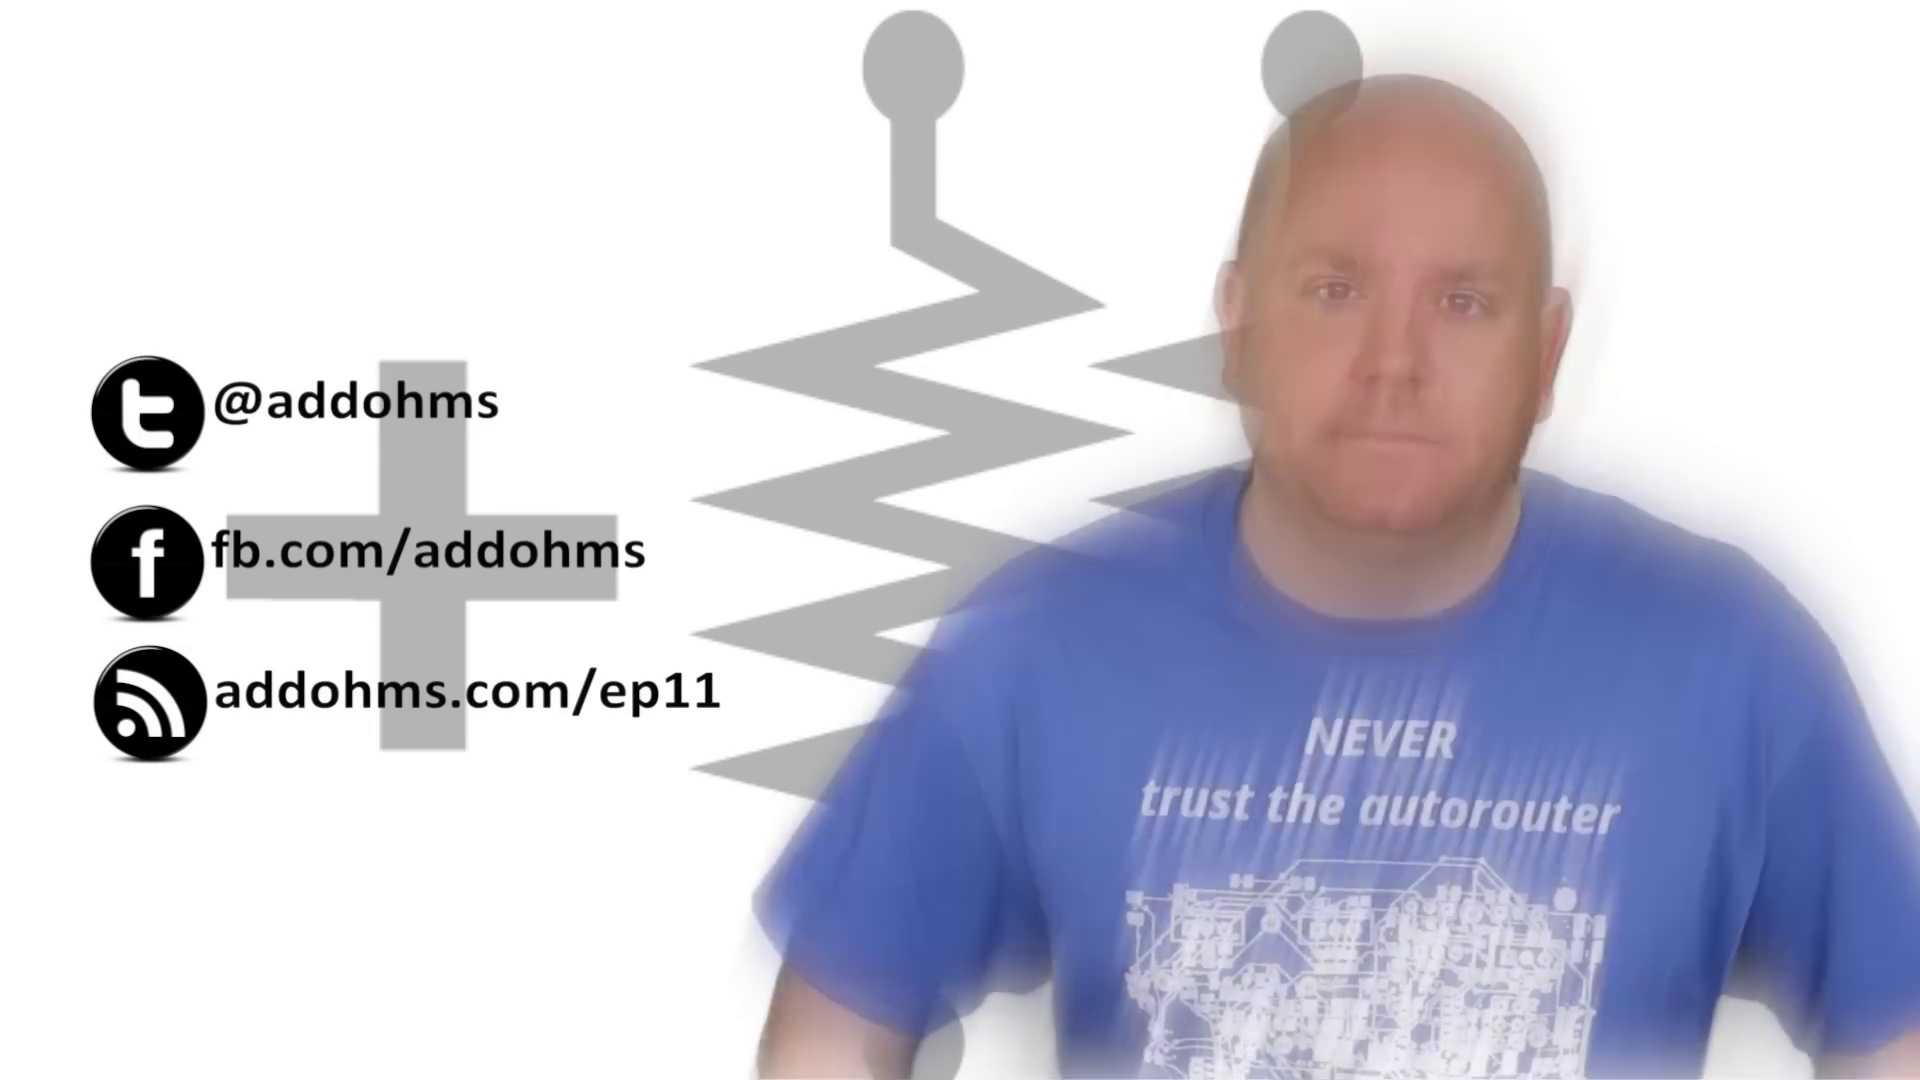 @addohms
fb.com/addohms
addohms.com/ep11
NEVER
trust the autorouter